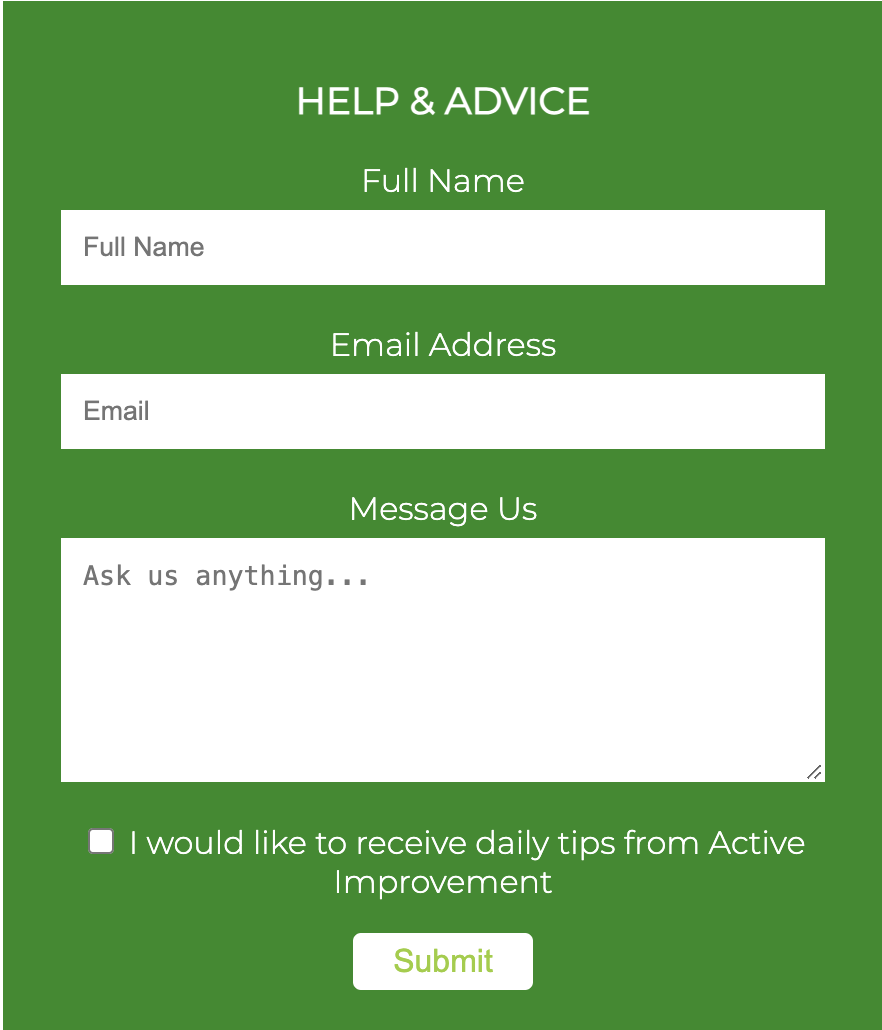 HELP & ADVICE
Full Name
Full Name
Email Address
Email
Message Us
Ask us anything...
I would like to receive daily tips from Active
Improvement
Submit